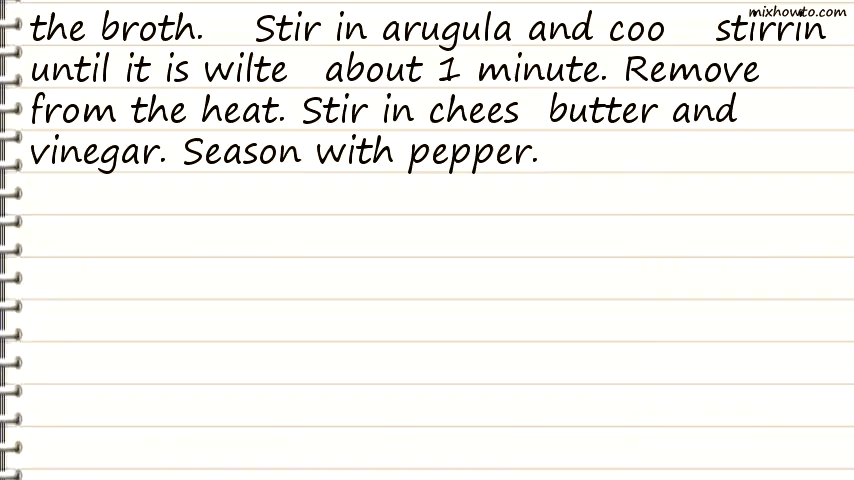 mixhowto.com
the broth. Stir in arugula and coo stirrin
until it is wilte about 1 minute. Remove
from the heat. Stir in chees butter and
vinegar. Season with pepper.